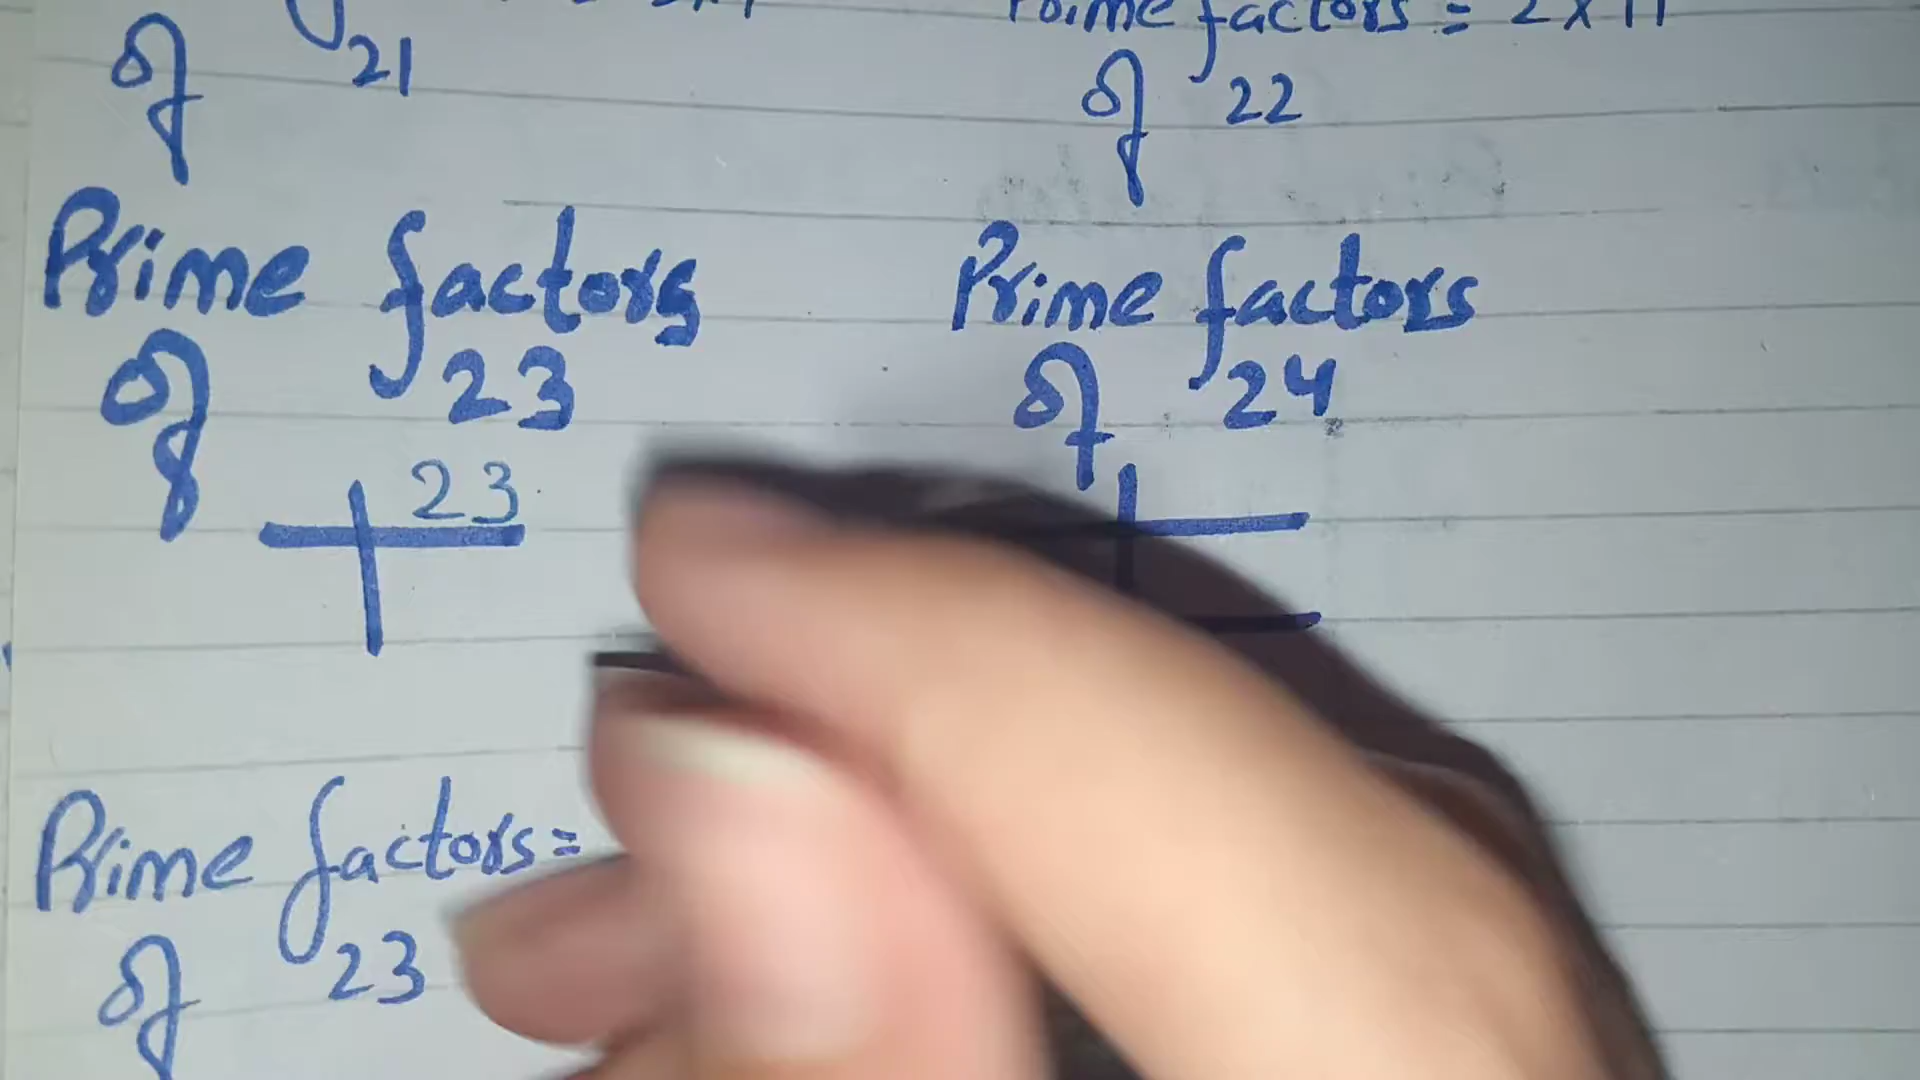 of 21
Prime factors = 2 x 11
of 22
Prime factors
of 23
23
Prime factors =
of 23
Prime factors
of 24